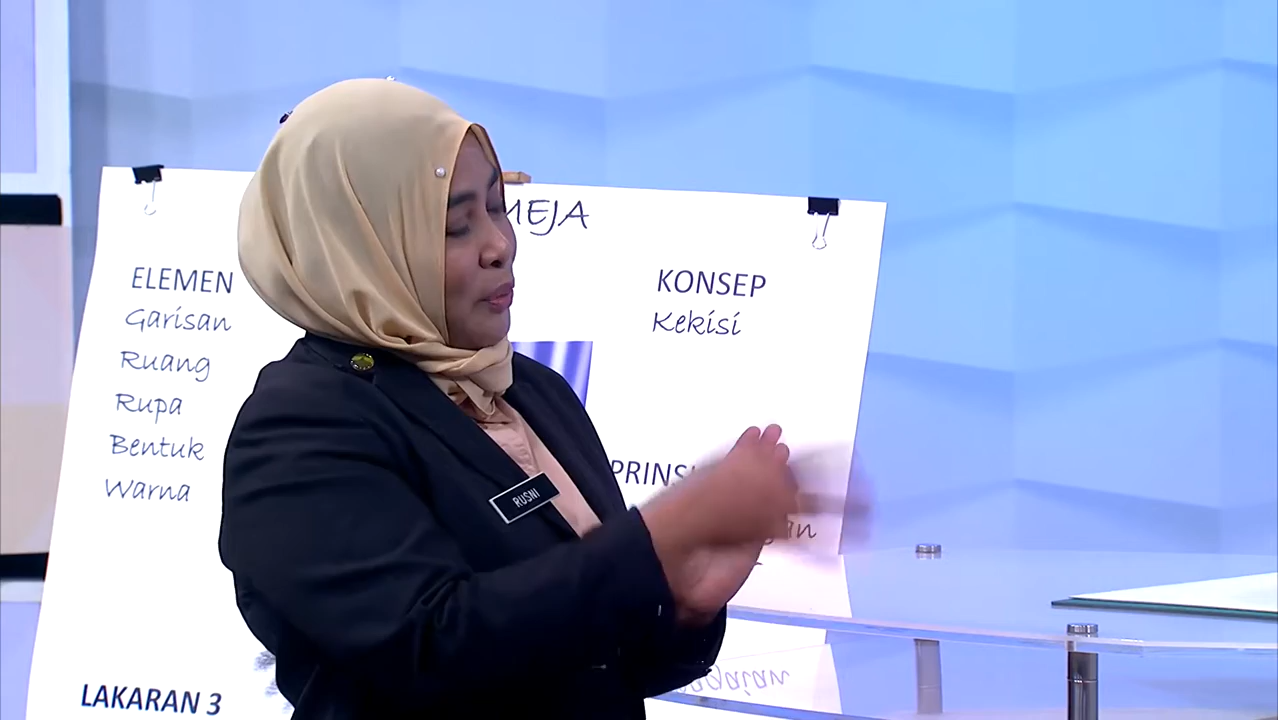 MEJA
ELEMEN
Garisan
Ruang
Rupa
Bentuk
Warna
KONSEP
Kekisi
RUSNI
LAKARAN 3